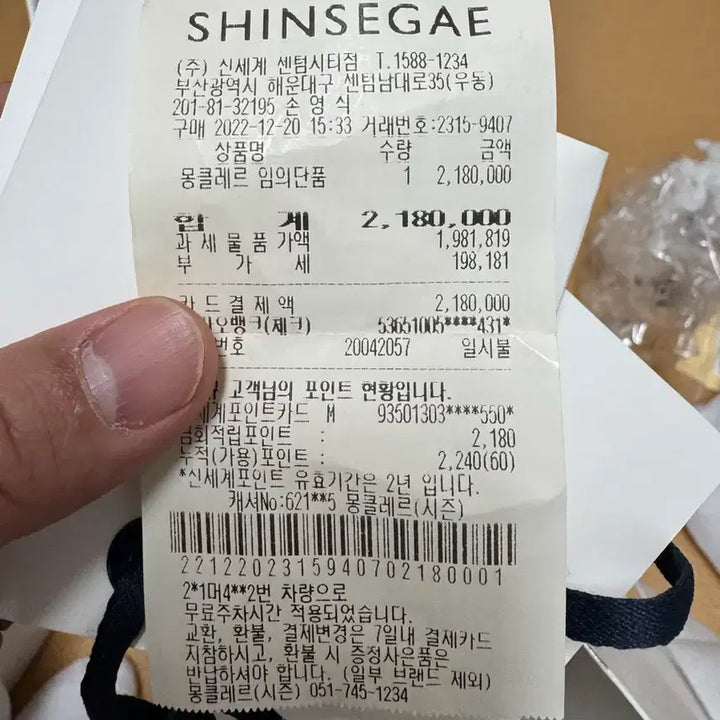 SHINSEGAE
(주) 신세계 센텀시티점 T.1588-1234
부산광역시 해운대구 센텀남대로35(우동)
201-81-32195 손영식
구매 2022-12-20 15:33 거래번호:2315-9407
상품명 수량 금액
몽클레르 임의단품 1 2,180,000
합 계 2,180,000
과세물품가액 1,981,819
부 가 세 198,181
카드결제액 2,180,000
오뱅크(체크) 53651005****431*
번호 20042057 일시불
고객님의 포인트 현황입니다.
세계포인트카드 M 93501303****550*
금회적립포인트 : 2,180
누적(가용)포인트 : 2,240(60)
*신세계포인트 유효기간은 2년 입니다.
캐셔No:621**5 몽클레르(시즌)
2212202315940702180001
2*1머4**2번 차량으로
무료주차시간 적용되었습니다.
교환, 환불, 결제변경은 7일내 결제카드
지참하시고, 환불 시 증정사은품은
반납하셔야 합니다. (일부 브랜드 제외)
몽클레르(시즌) 051-745-1234